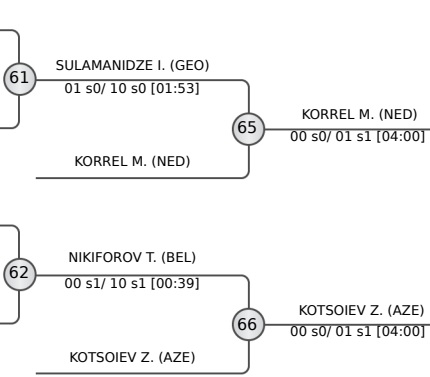 61
SULAMANIDZE I. (GEO)
01 s0/ 10 s0 [01:53]
65
KORREL M. (NED)
00 s0/ 01 s1 [04:00]
KORREL M. (NED)
62
NIKIFOROV T. (BEL)
00 s1/ 10 s1 [00:39]
66
KOTSOIEV Z. (AZE)
00 s0/ 01 s1 [04:00]
KOTSOIEV Z. (AZE)